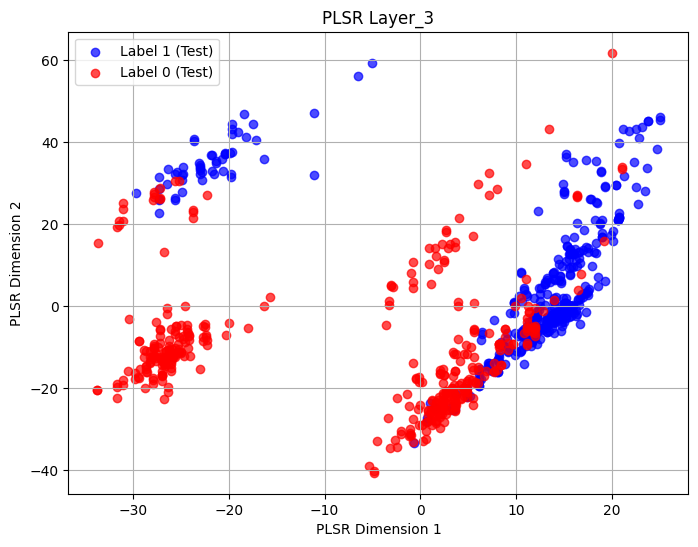 PLSR Layer_3
Label 1 (Test)
Label 0 (Test)
60
40
20
0
−20
−40
PLSR Dimension 2
−30
−20
−10
0
10
20
PLSR Dimension 1